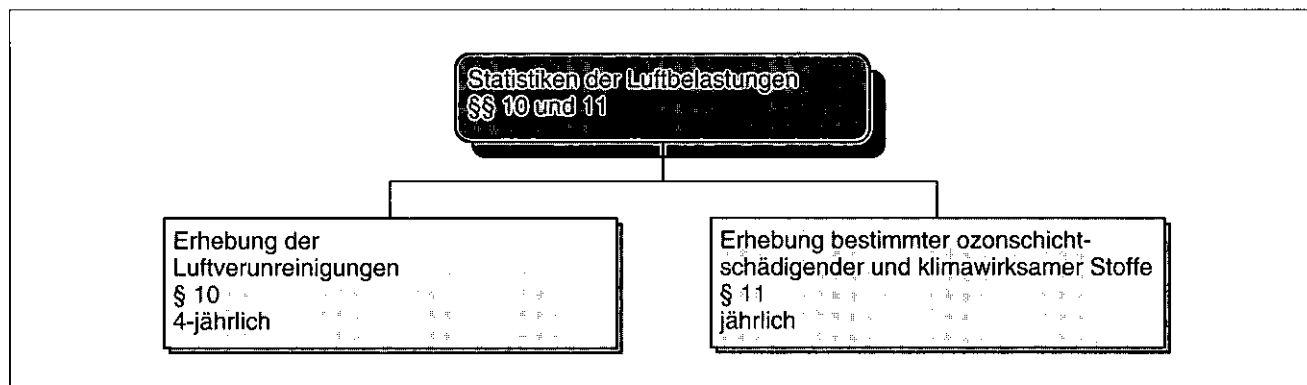 Statistiken der Luftbelastungen
§§ 10 und 11
Erhebung der
Luftverunreinigungen
§ 10
4-jährlich
Erhebung bestimmter ozonschicht-
schädigender und klimawirksamer Stoffe
§ 11
jährlich